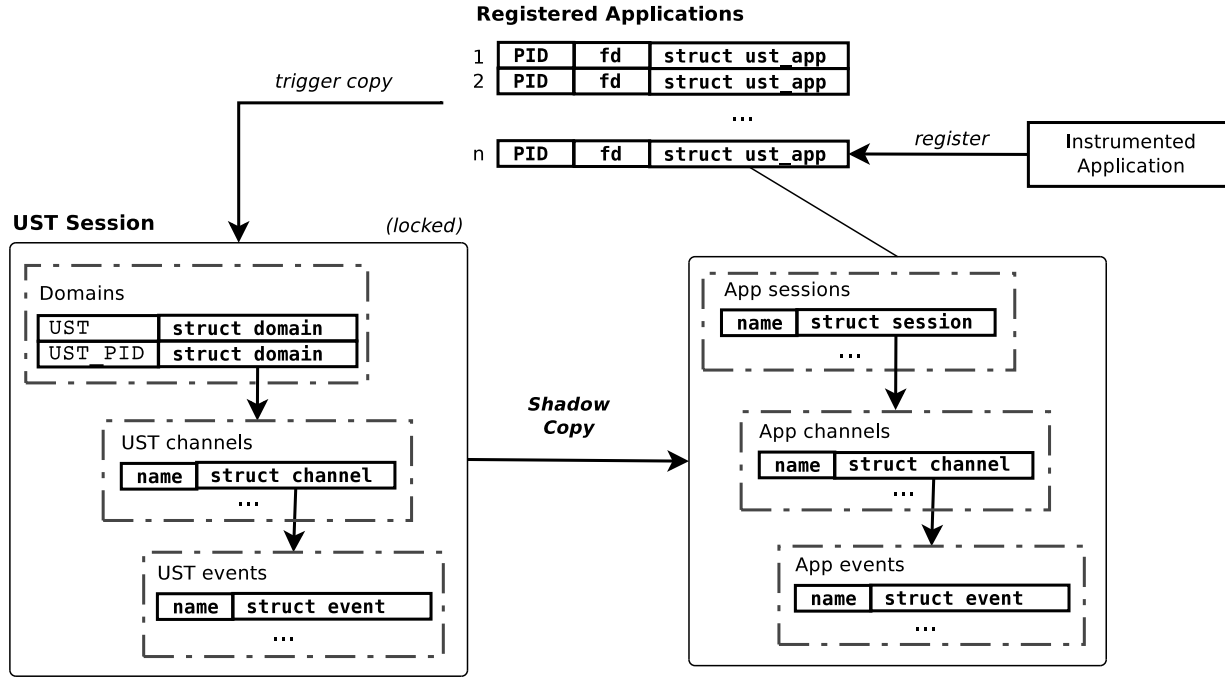 Registered Applications
1 PID fd struct ust_app
2 PID fd struct ust_app
...
n PID fd struct ust_app
trigger copy
register
Instrumented
Application
UST Session
(locked)
Domains
UST struct domain
UST_PID struct domain
UST channels
name struct channel
...
UST events
name struct event
...
Shadow
Copy
App sessions
name struct session
...
App channels
name struct channel
...
App events
name struct event
...